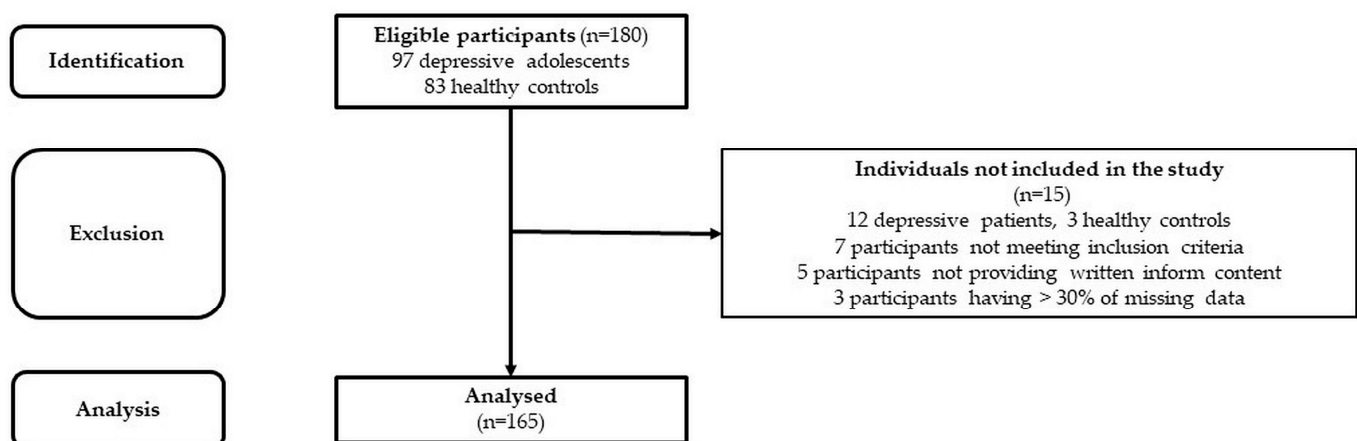 Identification
Eligible participants (n=180)
97 depressive adolescents
83 healthy controls
Exclusion
Individuals not included in the study
(n=15)
12 depressive patients, 3 healthy controls
7 participants not meeting inclusion criteria
5 participants not providing written inform content
3 participants having > 30% of missing data
Analysis
Analysed
(n=165)